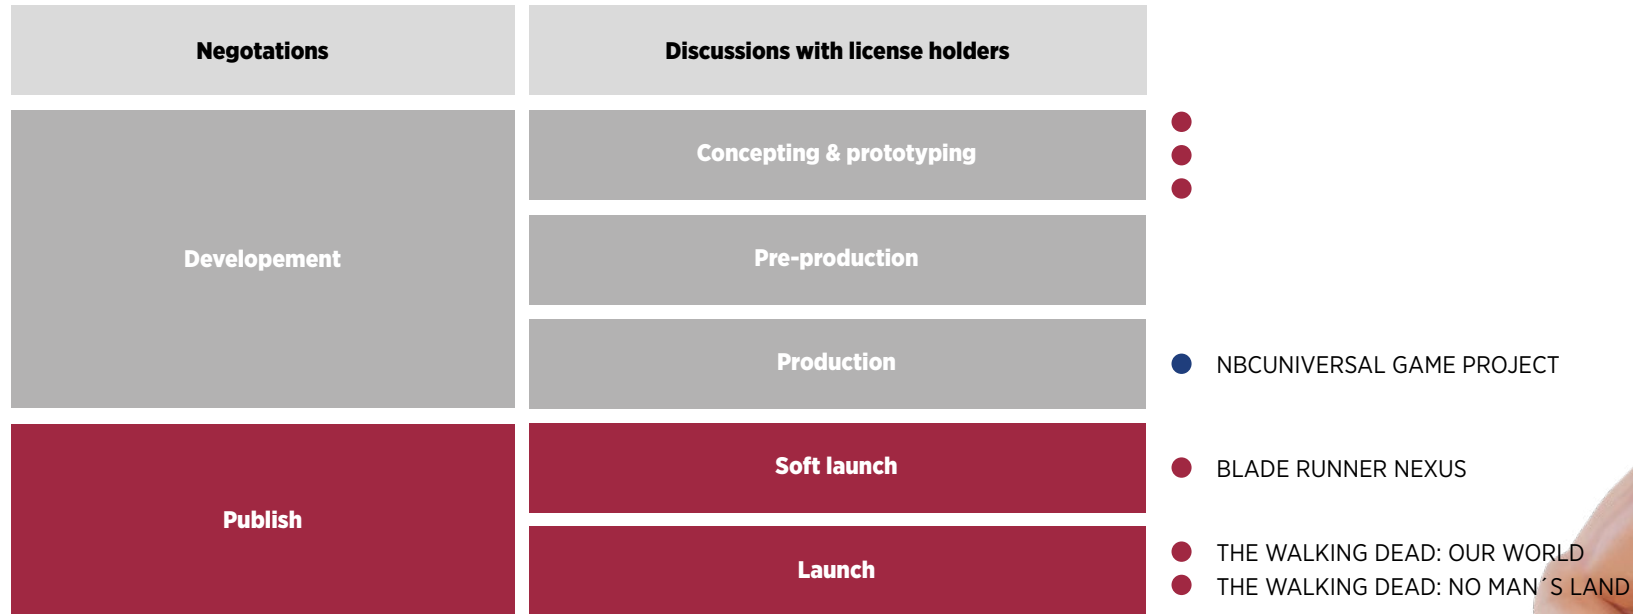 Negotations
Discussions with license holders
Developement
Concepting & prototyping
Pre-production
Production
NBCUNIVERSAL GAME PROJECT
Publish
Soft launch
BLADE RUNNER NEXUS
Launch
THE WALKING DEAD: OUR WORLD
THE WALKING DEAD: NO MAN´S LAND